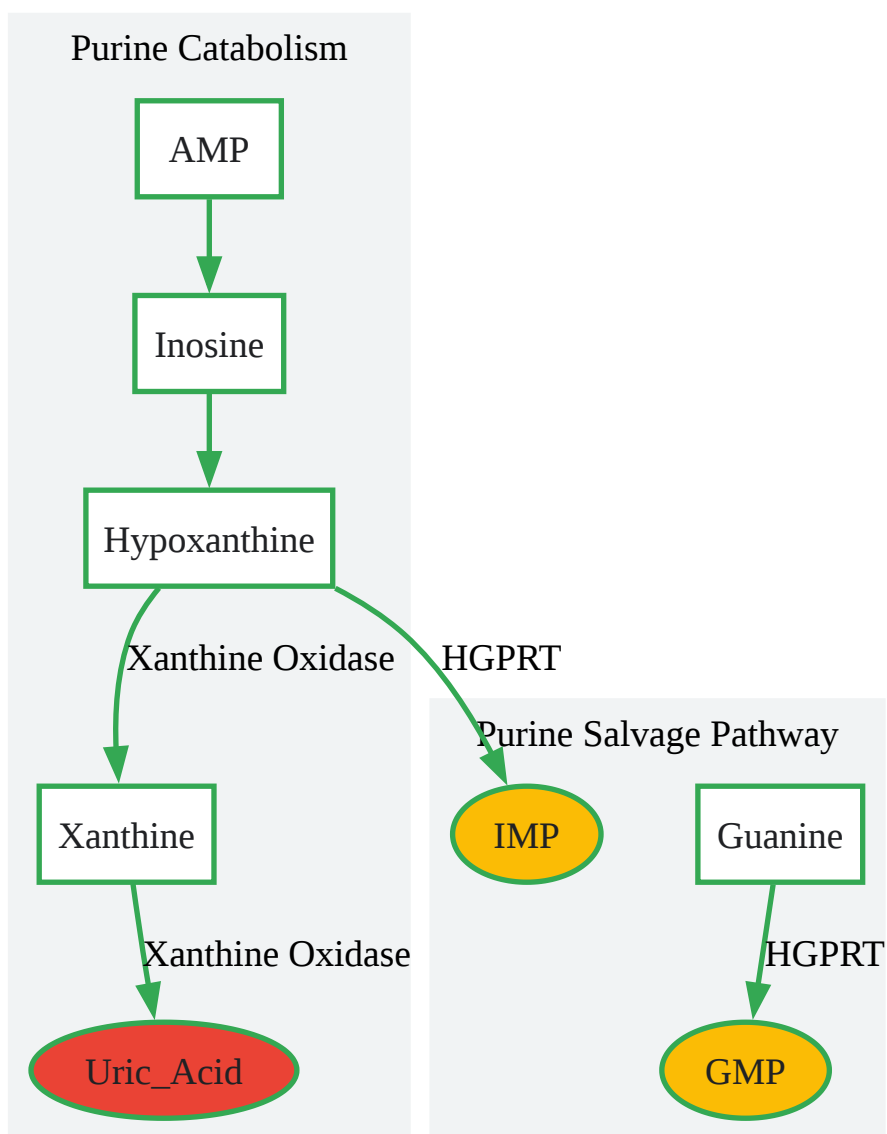 Purine Catabolism
AMP
Inosine
Hypoxanthine
Xanthine Oxidase
HGPRT
Purine Salvage Pathway
Xanthine
IMP
Guanine
Xanthine Oxidase
HGPRT
Uric_Acid
GMP